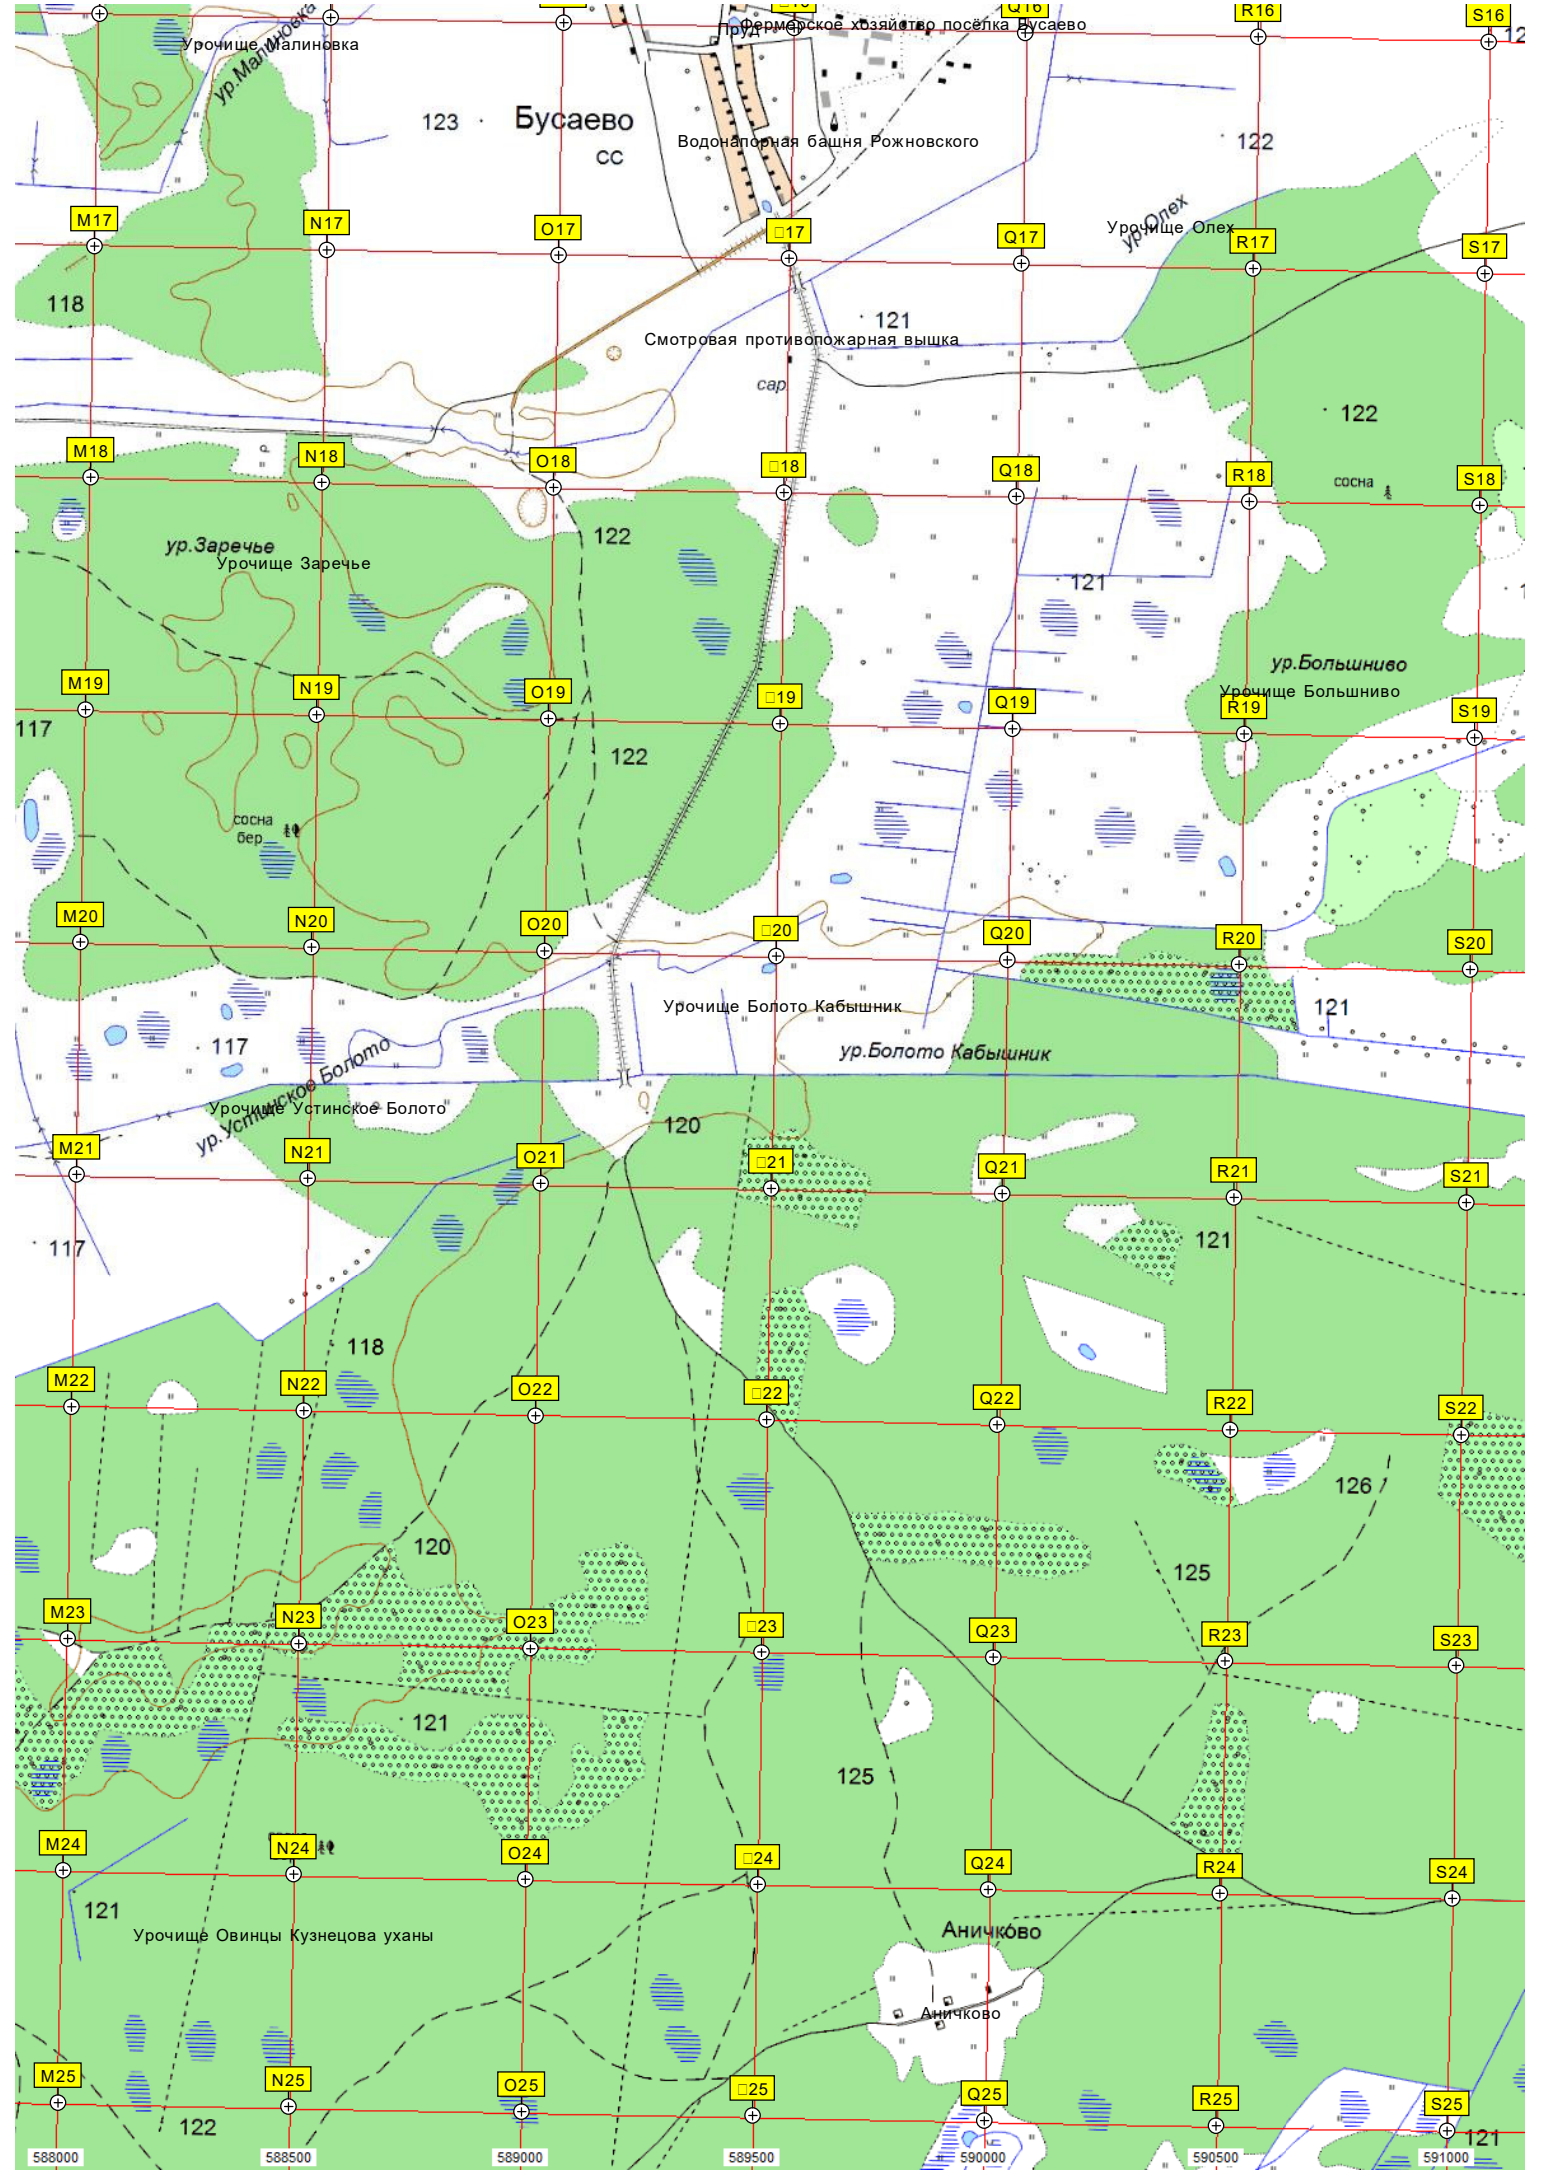 Q16
R16
S16
Урочище Малиновка
ур.Малиновка
Пруд
Фермерское хозяйство посёлка Бусаево
12
123
Бусаево
СС
Водонапорная башня Рожновского
122
M17
N17
O17
□17
Q17
ур.Олех
Урочище Олех
R17
S17
118
121
Смотровая противопожарная вышка
сар.
122
M18
N18
O18
□18
Q18
R18
сосна
S18
ур.Заречье
Урочище Заречье
122
121
1
ур.Большниво
Урочище Большниво
M19
N19
O19
□19
Q19
R19
S19
117
122
сосна
бер.
M20
N20
O20
□20
Q20
R20
S20
Урочище Болото Кабышник
121
117
ур.Болото Кабышник
ур.Устинское Болото
Урочище Устинское Болото
120
M21
N21
O21
□21
Q21
R21
S21
117
121
118
M22
N22
O22
□22
Q22
R22
S22
126
120
125
M23
N23
O23
□23
Q23
R23
S23
121
125
M24
N24
O24
□24
Q24
R24
S24
121
Урочище Овинцы Кузнецова уханы
Аничково
Аничково
M25
N25
O25
□25
Q25
R25
S25
122
121
588000
588500
589000
589500
590000
590500
591000